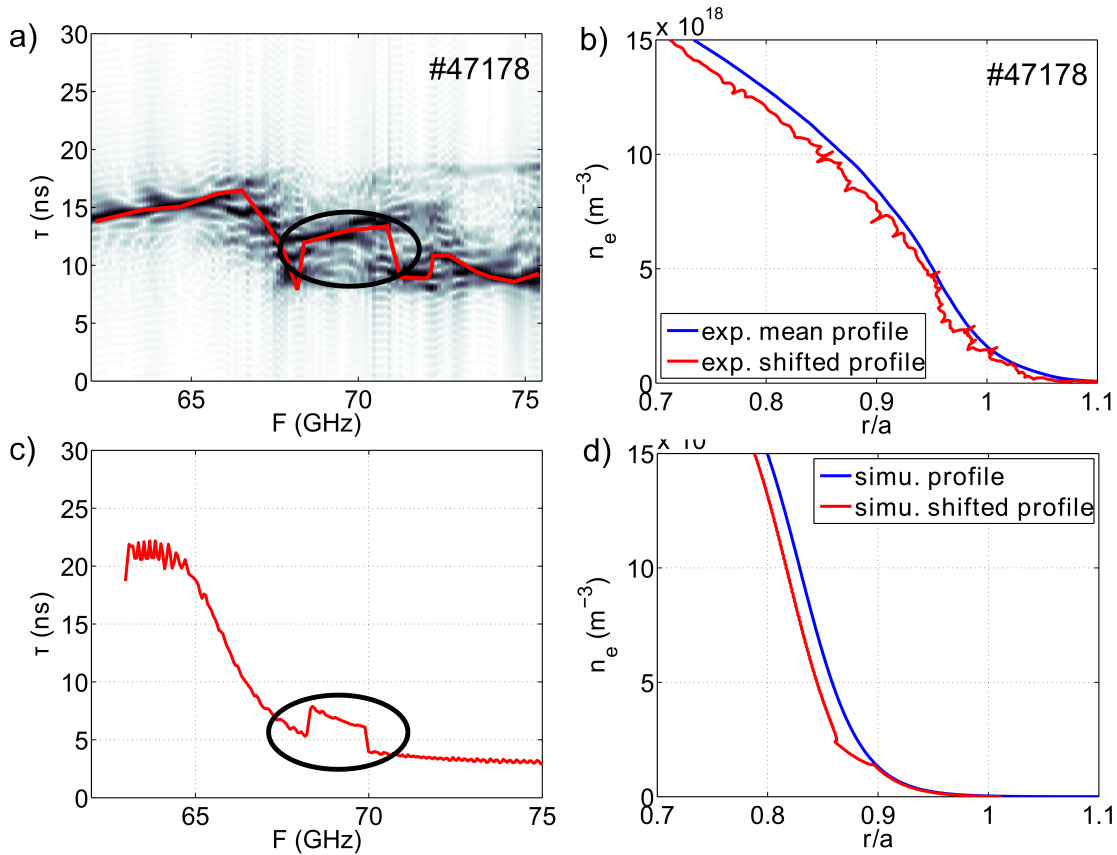 a)
#47178
30
25
20
15
10
5
0
τ (ns)
65
70
75
F (GHz)
b)
x 10^18
#47178
15
10
5
0
n_e (m^−3)
exp. mean profile
exp. shifted profile
0.7
0.8
0.9
1
1.1
r/a
c)
30
25
20
15
10
5
0
τ (ns)
65
70
75
F (GHz)
d)
15
10
5
0
n_e (m^−3)
simu. profile
simu. shifted profile
0.7
0.8
0.9
1
1.1
r/a